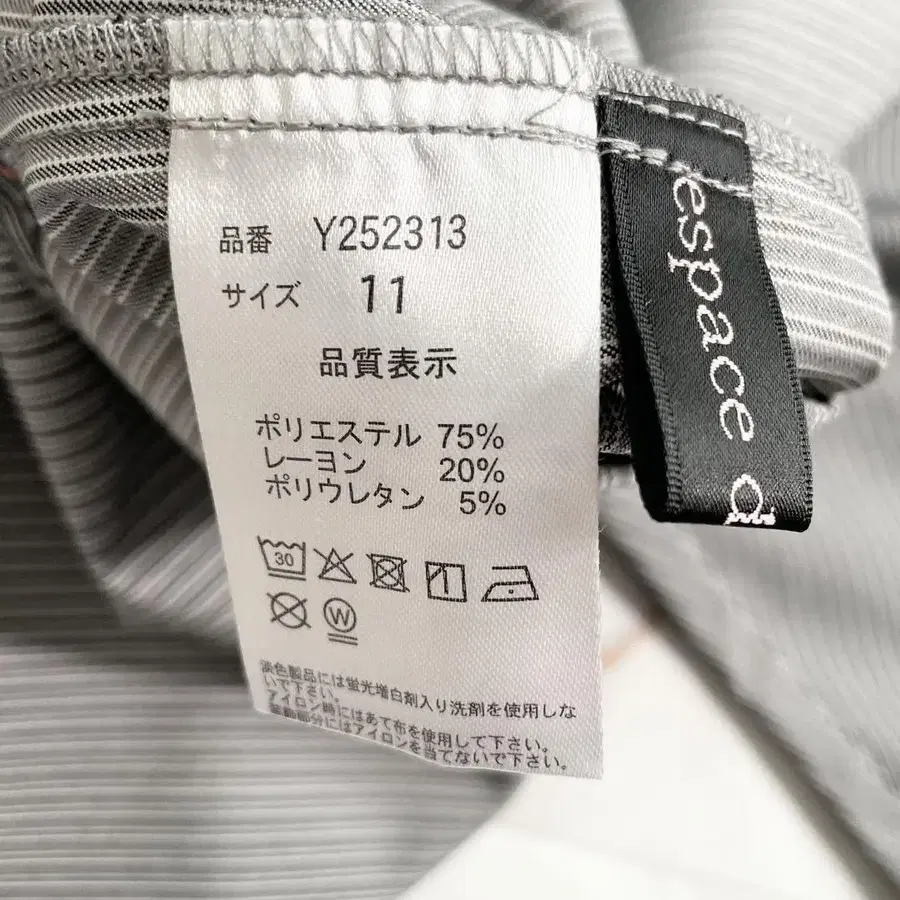 品番 Y252313
サイズ 11
品質表示
ポリエステル 75%
レーヨン 20%
ポリウレタン 5%
30
W
淡色製品には蛍光増白剤入り洗剤を使用しな
いで下さい。
アイロン時にはあて布を使用して下さい。
装飾部分にはアイロンを当てないで下さい。
espace d